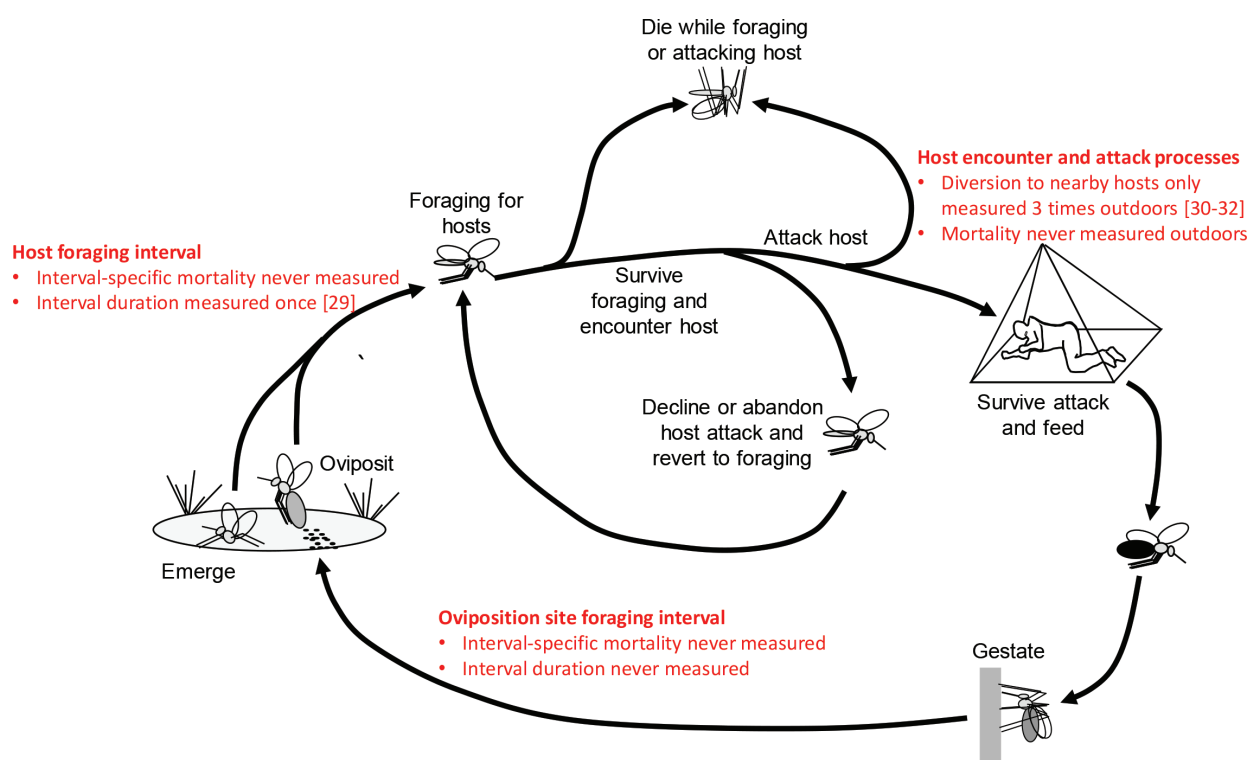 Die while foraging
or attacking host
Host encounter and attack processes
• Diversion to nearby hosts only
measured 3 times outdoors [30-32]
• Mortality never measured outdoors
Foraging for
hosts
Attack host
Host foraging interval
• Interval-specific mortality never measured
• Interval duration measured once [29]
Survive
foraging and
encounter host
Survive attack
and feed
Decline or abandon
host attack and
revert to foraging
Oviposit
Emerge
Oviposition site foraging interval
• Interval-specific mortality never measured
• Interval duration never measured
Gestate